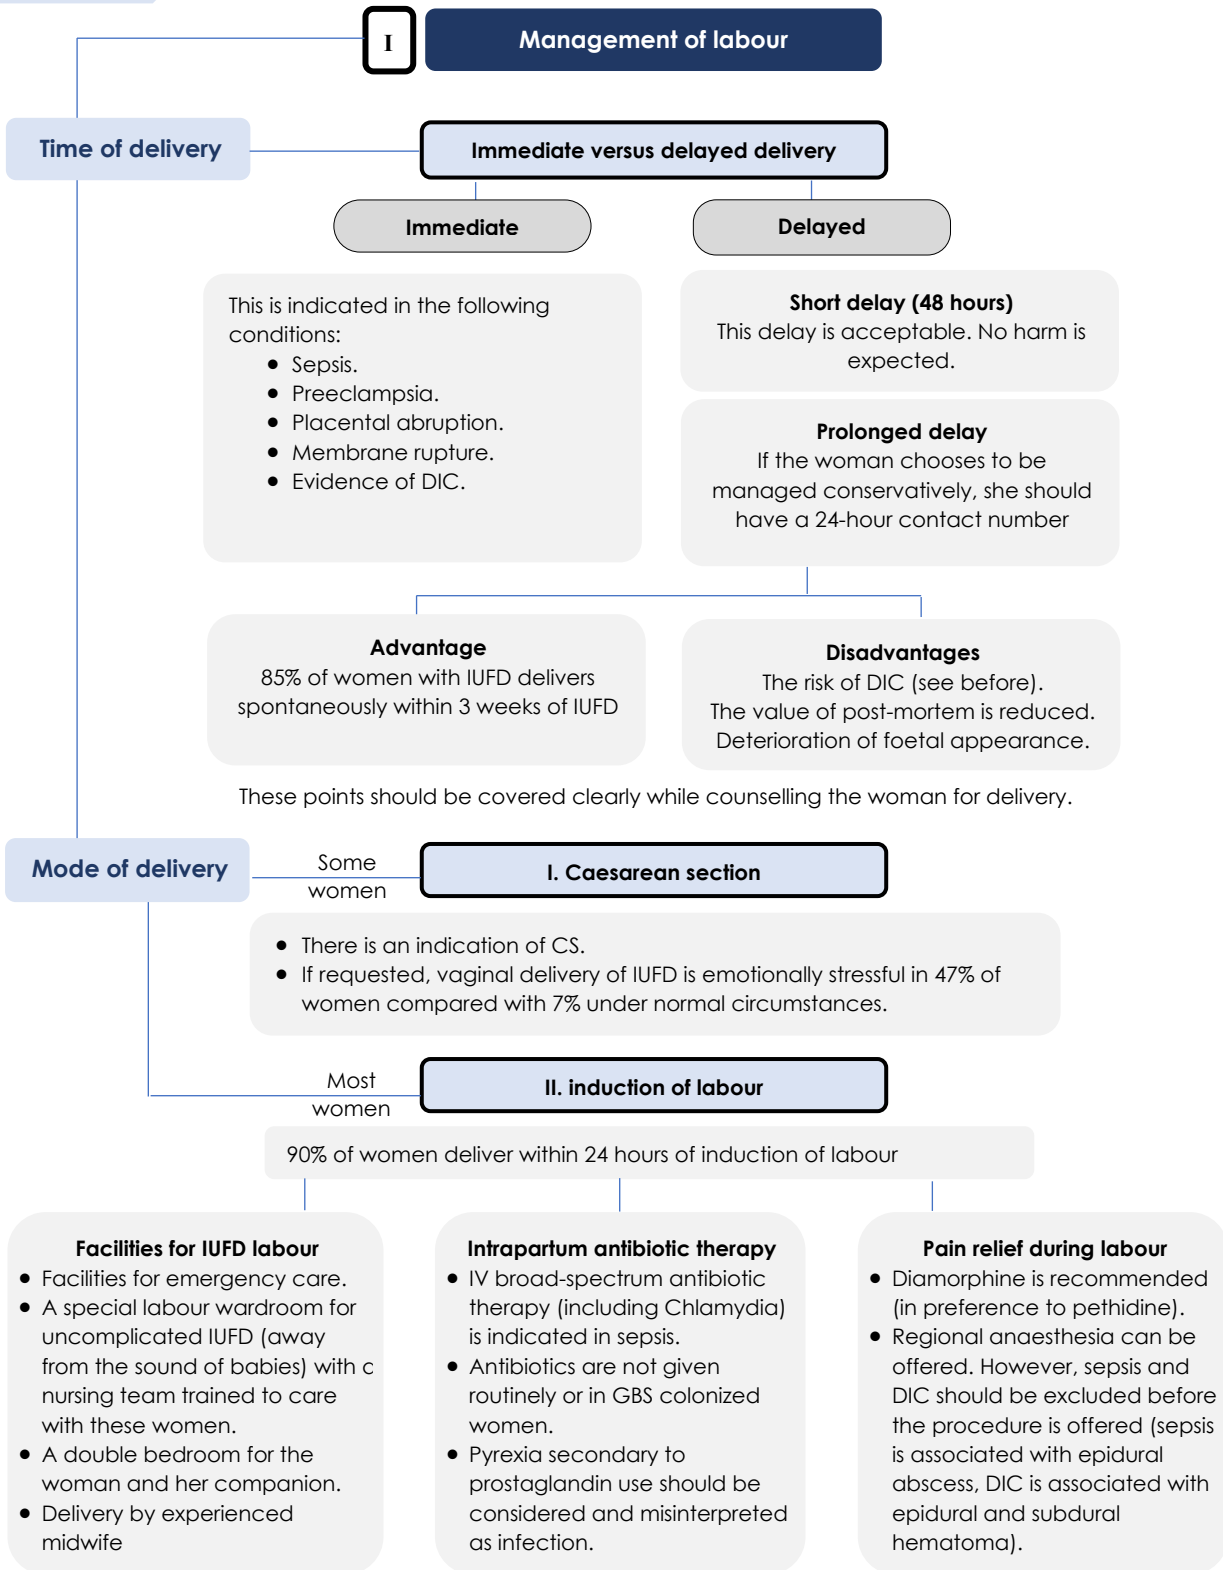 I
Management of labour
Time of delivery
Immediate versus delayed delivery
Immediate
Delayed
This is indicated in the following
conditions:
● Sepsis.
● Preeclampsia.
● Placental abruption.
● Membrane rupture.
● Evidence of DIC.
Short delay (48 hours)
This delay is acceptable. No harm is
expected.
Prolonged delay
If the woman chooses to be
managed conservatively, she should
have a 24-hour contact number
Advantage
85% of women with IUFD delivers
spontaneously within 3 weeks of IUFD
Disadvantages
The risk of DIC (see before).
The value of post-mortem is reduced.
Deterioration of foetal appearance.
These points should be covered clearly while counselling the woman for delivery.
Mode of delivery
Some
women
I. Caesarean section
● There is an indication of CS.
● If requested, vaginal delivery of IUFD is emotionally stressful in 47% of
women compared with 7% under normal circumstances.
Most
women
II. induction of labour
90% of women deliver within 24 hours of induction of labour
Facilities for IUFD labour
● Facilities for emergency care.
● A special labour wardroom for
uncomplicated IUFD (away
from the sound of babies) with a
nursing team trained to care
with these women.
● A double bedroom for the
woman and her companion.
● Delivery by experienced
midwife
Intrapartum antibiotic therapy
● IV broad-spectrum antibiotic
therapy (including Chlamydia)
is indicated in sepsis.
● Antibiotics are not given
routinely or in GBS colonized
women.
● Pyrexia secondary to
prostaglandin use should be
considered and misinterpreted
as infection.
Pain relief during labour
● Diamorphine is recommended
(in preference to pethidine).
● Regional anaesthesia can be
offered. However, sepsis and
DIC should be excluded before
the procedure is offered (sepsis
is associated with epidural
abscess, DIC is associated with
epidural and subdural
hematoma).